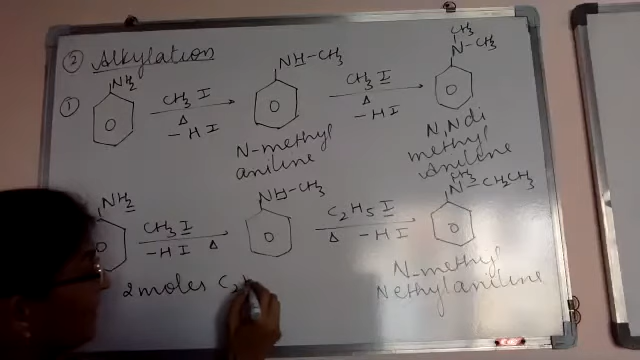 ② Alkylation
① NH2 CH3 I Δ - H I NH-CH3 CH3 I Δ - H I CH3 N-CH3
N-methyl aniline
N, N di methyl Aniline
NH2 CH3 I - H I Δ NH-CH3 C2H5 I Δ - H I CH3 N-CH2CH3
N-methyl N ethyl aniline
2 moles C2